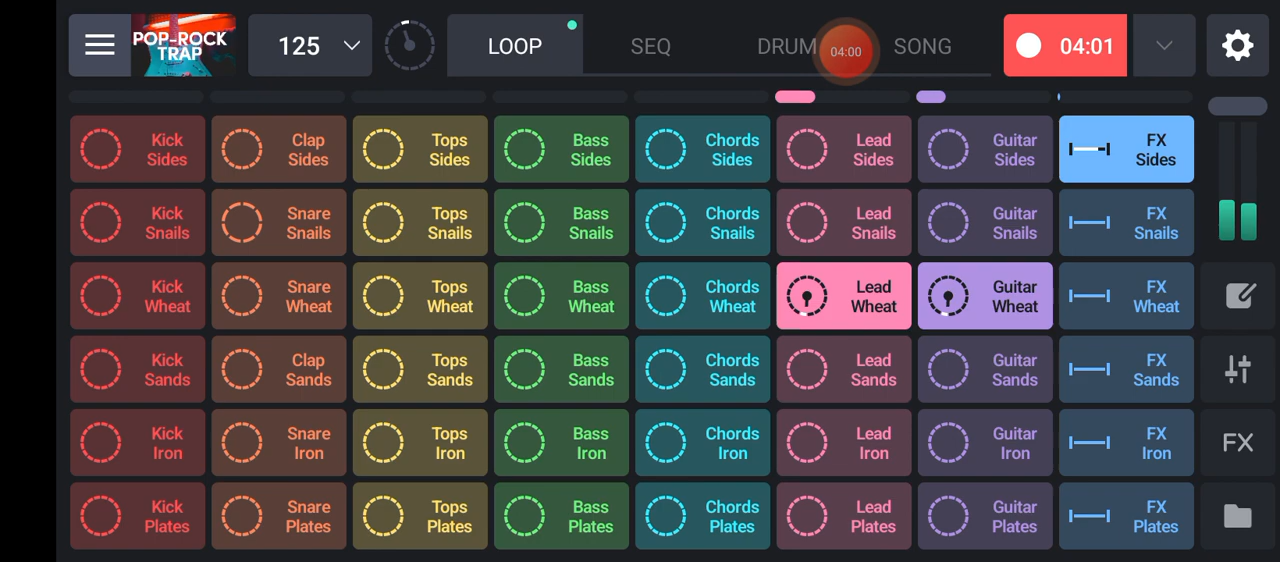 POP-ROCK
TRAP
125
LOOP
SEQ
DRUM
04:00
SONG
04:01
Kick
Sides
Clap
Sides
Tops
Sides
Bass
Sides
Chords
Sides
Lead
Sides
Guitar
Sides
FX
Sides
Kick
Snails
Snare
Snails
Tops
Snails
Bass
Snails
Chords
Snails
Lead
Snails
Guitar
Snails
FX
Snails
Kick
Wheat
Snare
Wheat
Tops
Wheat
Bass
Wheat
Chords
Wheat
Lead
Wheat
Guitar
Wheat
FX
Wheat
Kick
Sands
Clap
Sands
Tops
Sands
Bass
Sands
Chords
Sands
Lead
Sands
Guitar
Sands
FX
Sands
Kick
Iron
Snare
Iron
Tops
Iron
Bass
Iron
Chords
Iron
Lead
Iron
Guitar
Iron
FX
Iron
FX
Kick
Plates
Snare
Plates
Tops
Plates
Bass
Plates
Chords
Plates
Lead
Plates
Guitar
Plates
FX
Plates